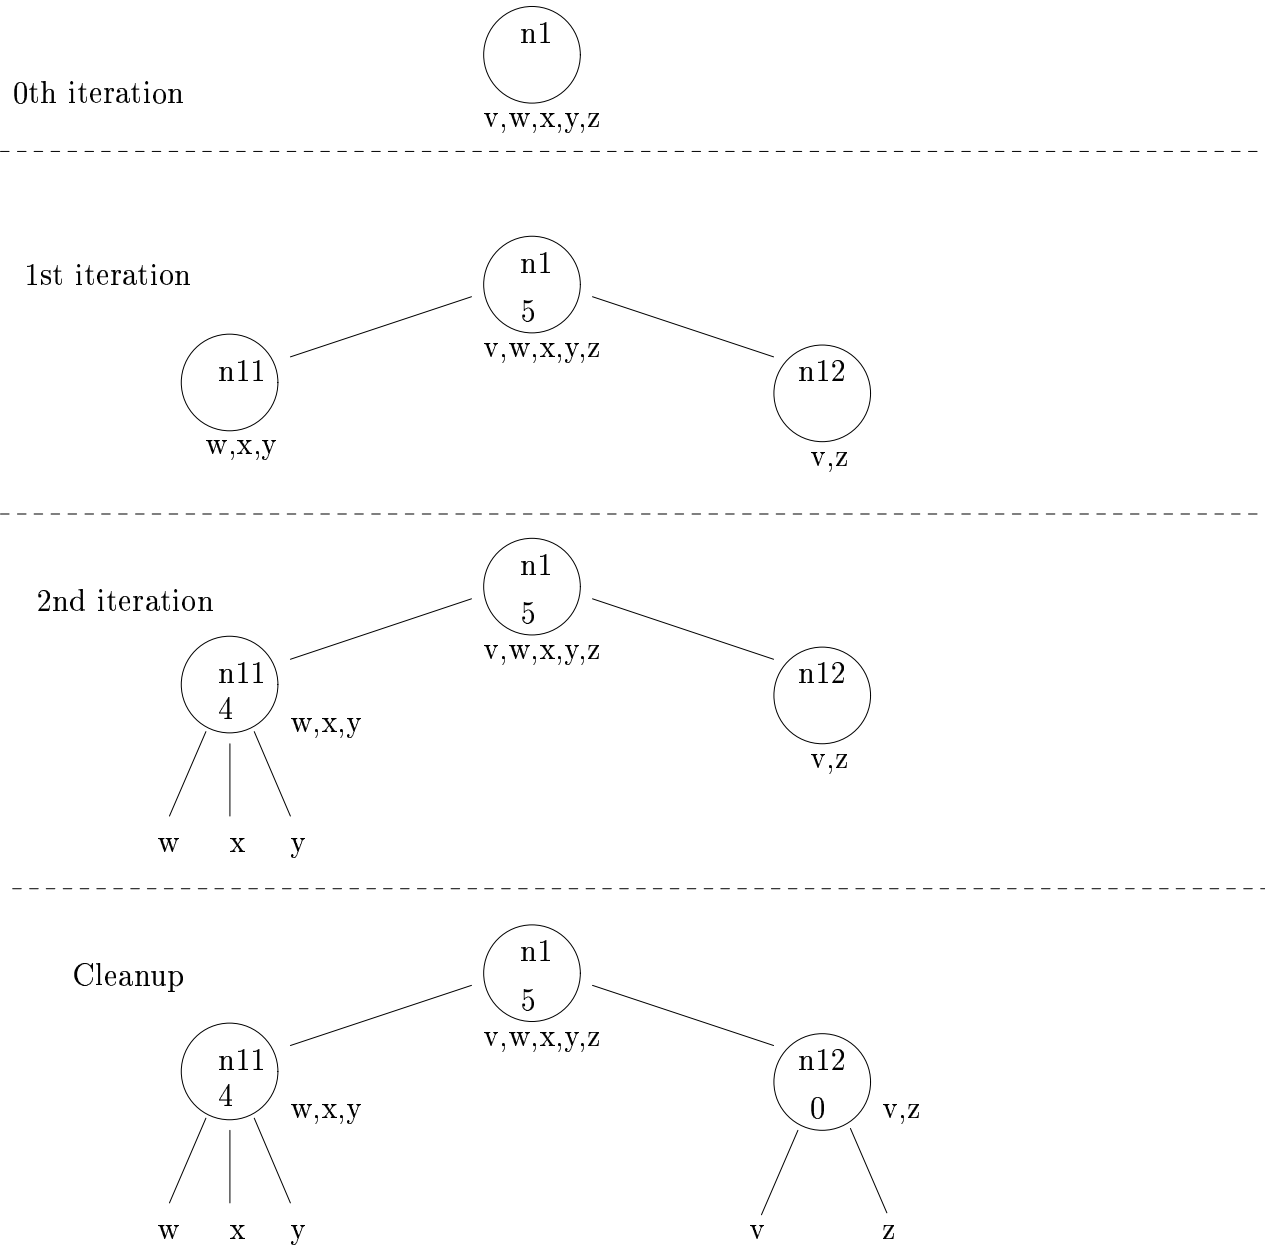 n1
0th iteration
v,w,x,y,z
1st iteration
n1
5
v,w,x,y,z
n11
w,x,y
n12
v,z
2nd iteration
n1
5
v,w,x,y,z
n11
4
w,x,y
n12
v,z
w x y
Cleanup
n1
5
v,w,x,y,z
n11
4
w,x,y
n12
0
v,z
w x y
v z